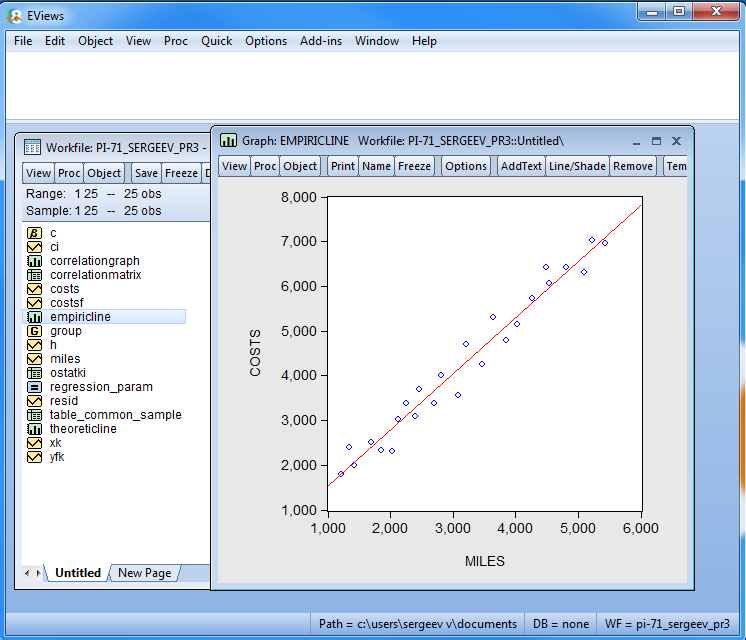 EViews
File Edit Object View Proc Quick Options Add-ins Window Help
Workfile: PI-71_SERGEEV_PR3 -
View Proc Object Save Freeze
Range: 1 25 -- 25 obs
Sample: 1 25 -- 25 obs
β c
ci
correlationgraph
correlationmatrix
costs
costsf
empiricline
G group
h
miles
ostatki
= regression_param
resid
table_common_sample
theoreticline
xk
yfk
Untitled New Page
Graph: EMPIRICLINE Workfile: PI-71_SERGEEV_PR3::Untitled\
View Proc Object Print Name Freeze Options AddText Line/Shade Remove Tem
8,000
7,000
6,000
5,000
4,000
3,000
2,000
1,000
COSTS
1,000 2,000 3,000 4,000 5,000 6,000
MILES
Path = c:\users\sergeev v\documents DB = none WF = pi-71_sergeev_pr3